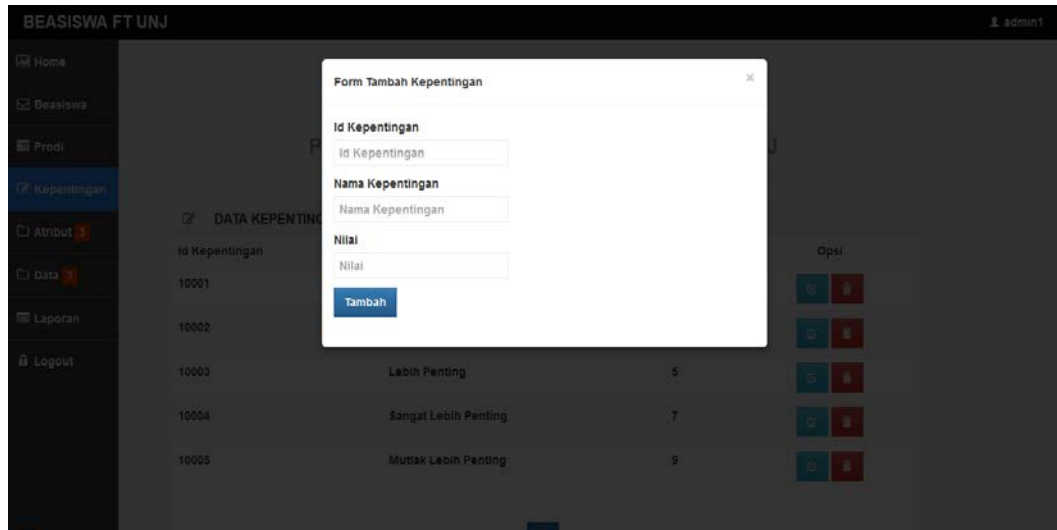 BEASISWA FT UNJ
admin1
Home
Beasiswa
Prodi
Kepentingan
Atribut 3
Data 3
Laporan
Logout
Form Tambah Kepentingan ×
Id Kepentingan
Id Kepentingan
Nama Kepentingan
Nama Kepentingan
Nilai
Nilai
Tambah
P J
DATA KEPENTING
Id Kepentingan Opsi
10001
10002
10003 Lebih Penting 5
10004 Sangat Lebih Penting 7
10005 Mutlak Lebih Penting 9